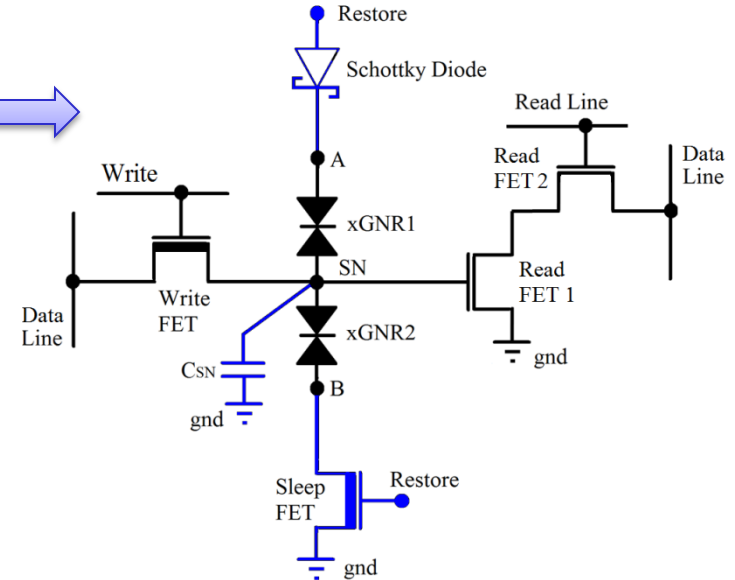 Restore
Schottky Diode
Read Line
A
Read
FET 2
Data
Line
Write
xGNR1
SN
Read
FET 1
Write
FET
Data
Line
xGNR2
gnd
CSN
B
gnd
Sleep
FET
Restore
gnd